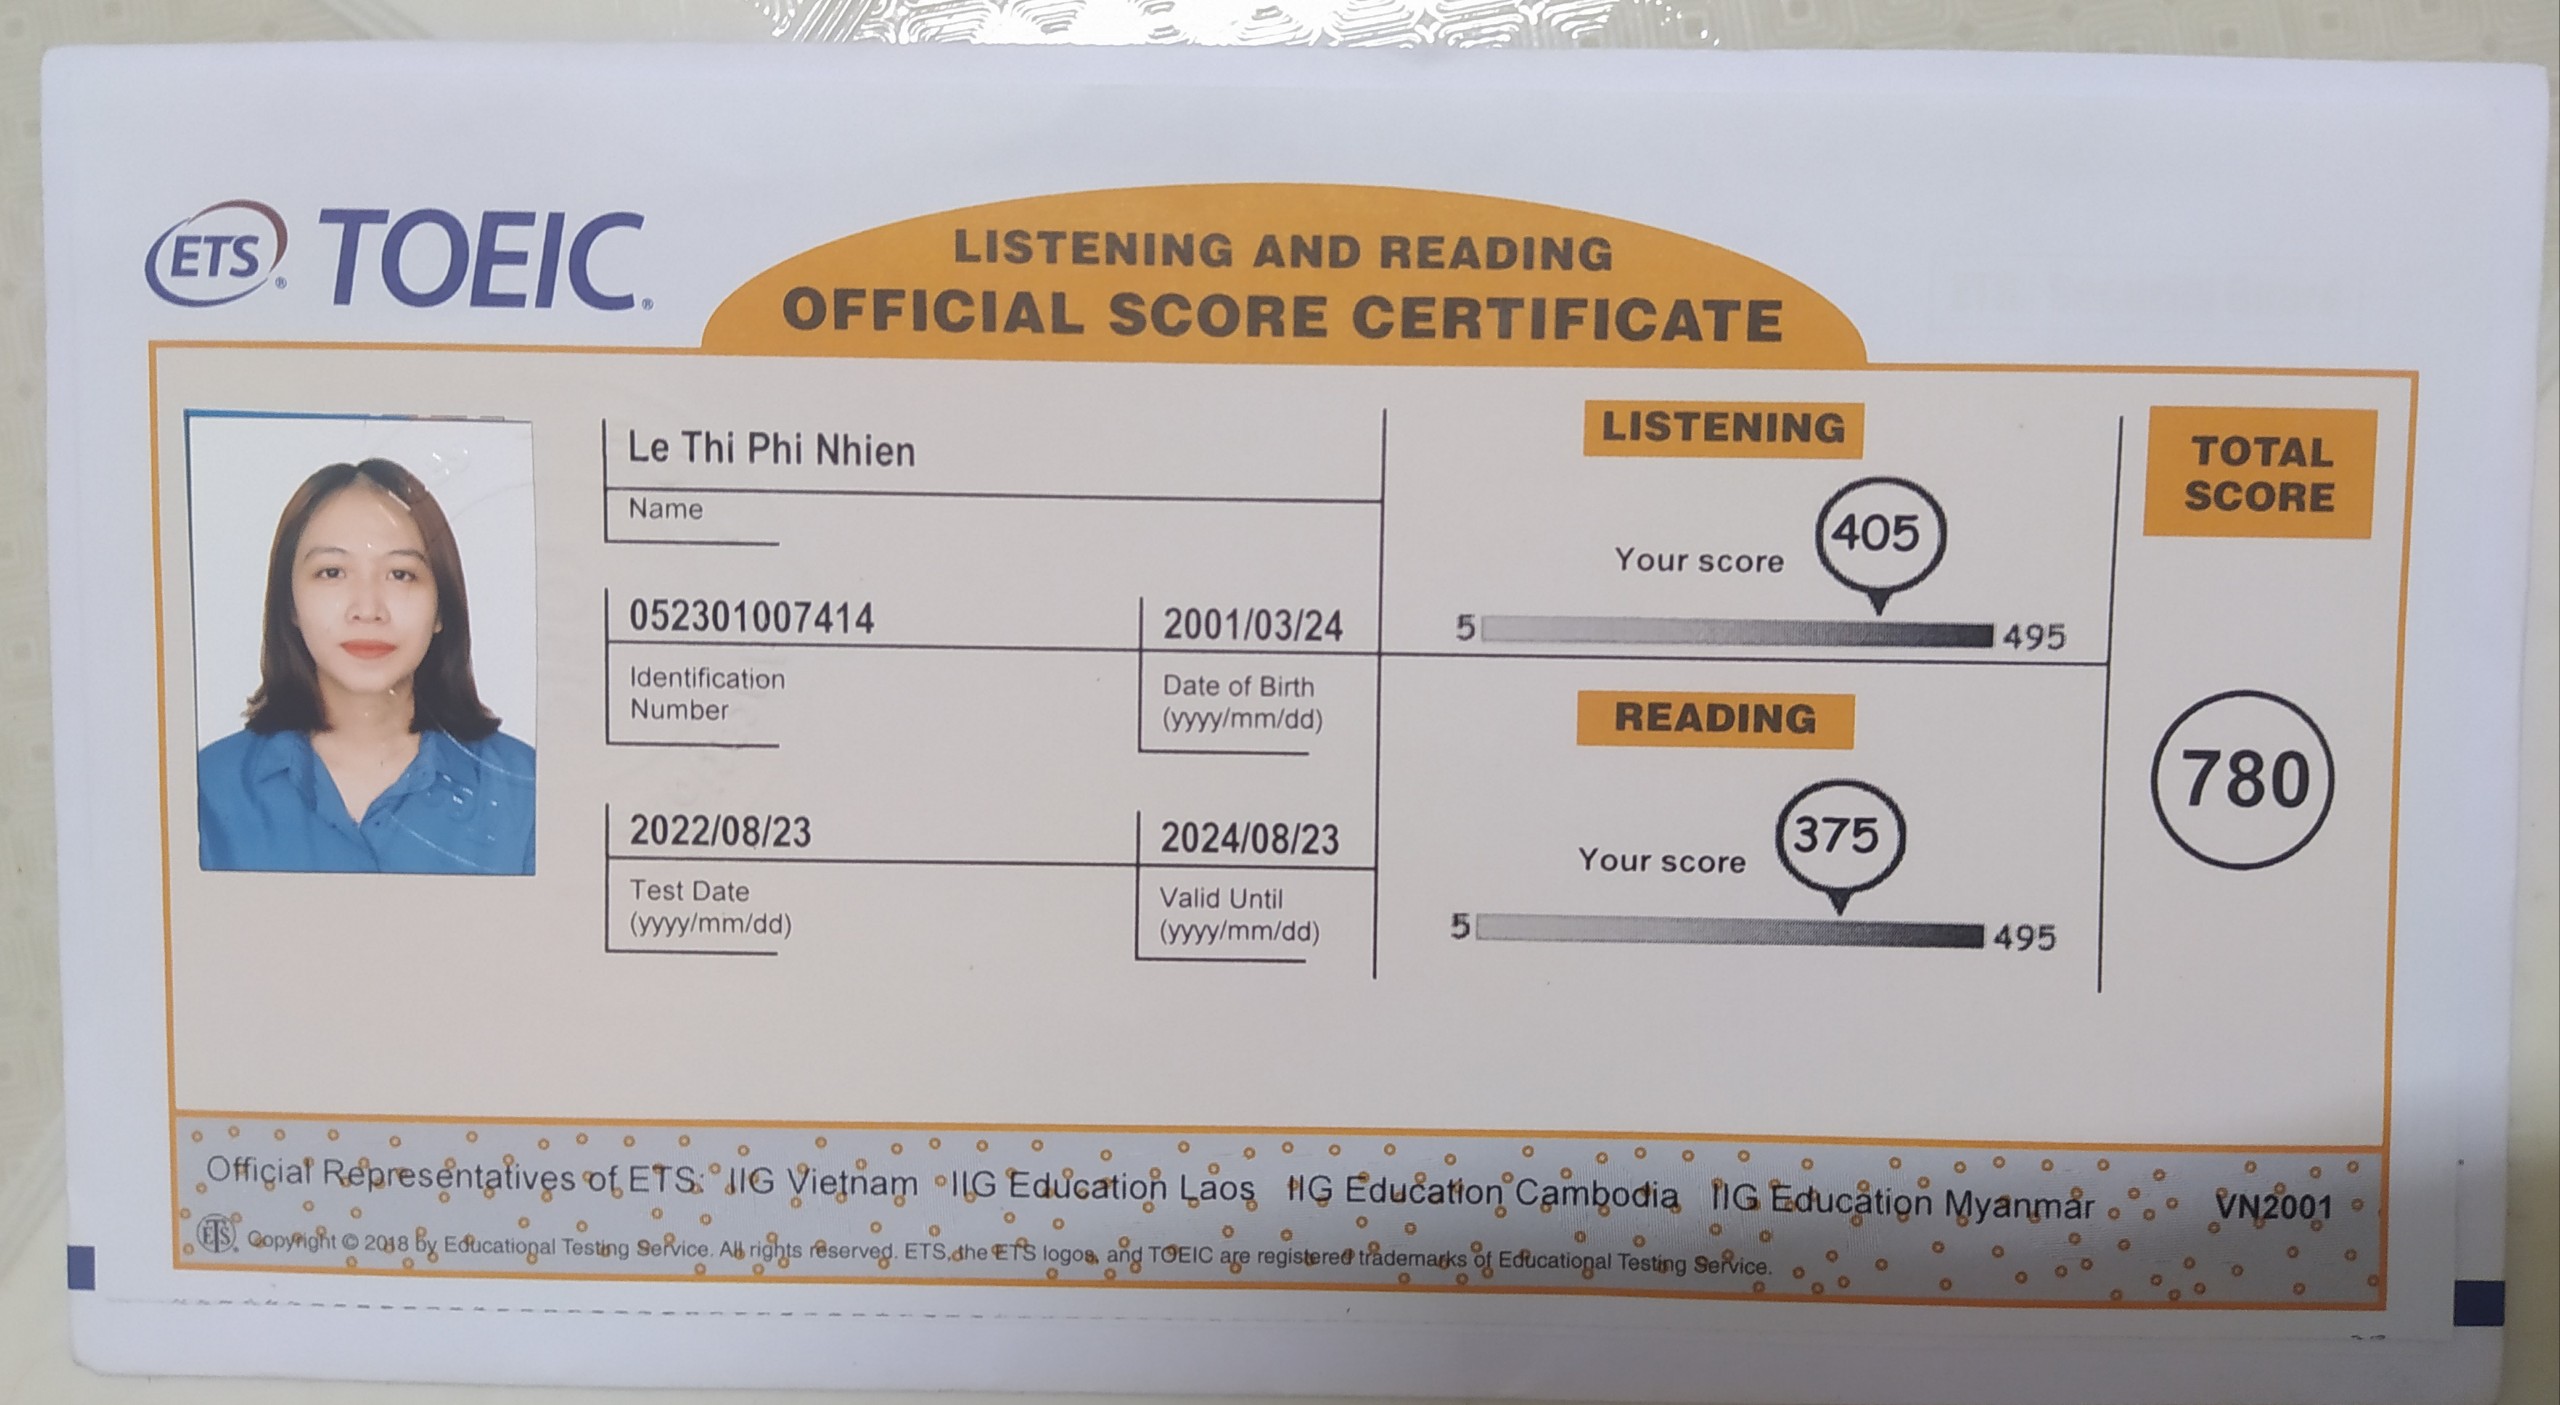 ETS® TOEIC®
LISTENING AND READING
OFFICIAL SCORE CERTIFICATE
Le Thi Phi Nhien
Name
052301007414
Identification
Number
2001/03/24
Date of Birth
(yyyy/mm/dd)
2022/08/23
Test Date
(yyyy/mm/dd)
2024/08/23
Valid Until
(yyyy/mm/dd)
LISTENING
Your score 405
5 495
READING
Your score 375
5 495
TOTAL
SCORE
780
Official Representatives of ETS: IIG Vietnam IIG Education Laos IIG Education Cambodia IIG Education Myanmar VN2001
ETS® Copyright © 2018 by Educational Testing Service. All rights reserved. ETS, the ETS logos, and TOEIC are registered trademarks of Educational Testing Service.